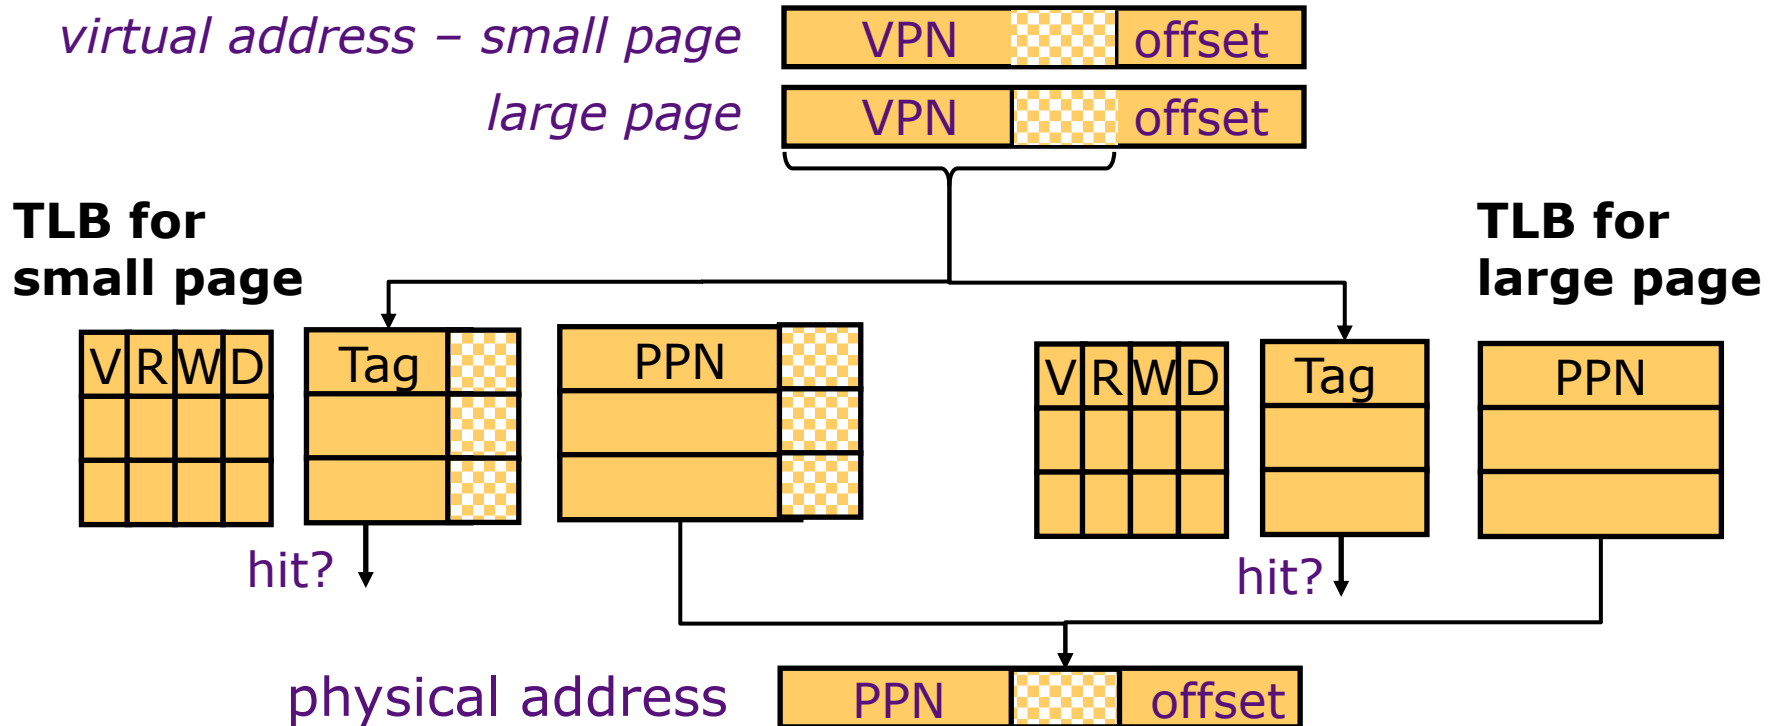 virtual address – small page VPN offset
large page VPN offset
TLB for
small page
TLB for
large page
V R W D Tag PPN
V R W D Tag PPN
hit?
hit?
physical address PPN offset